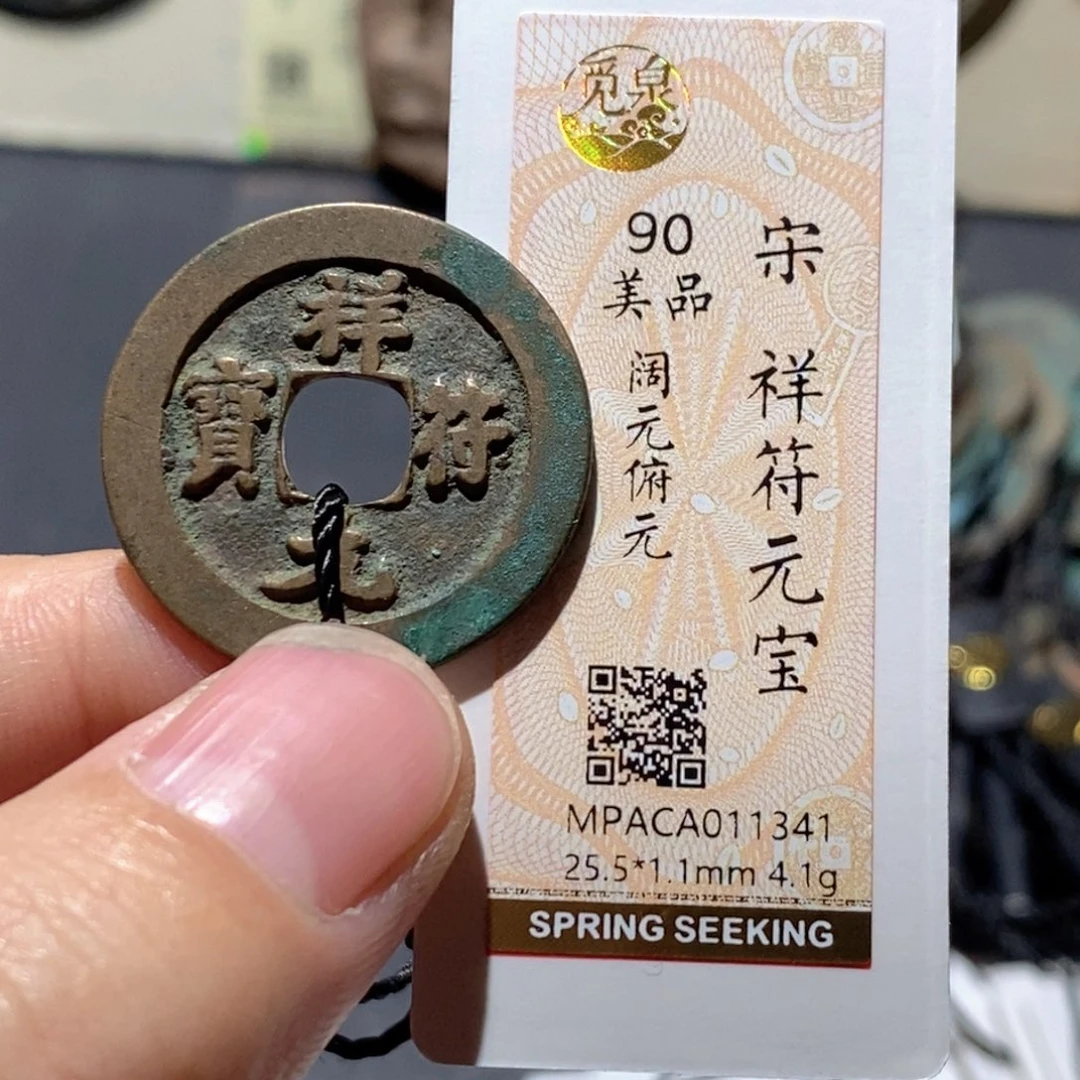 祥符元寶
覓泉
90
美品
阔元俯元
宋 祥符元宝
MPACA011341
25.5*1.1mm 4.1g
SPRING SEEKING